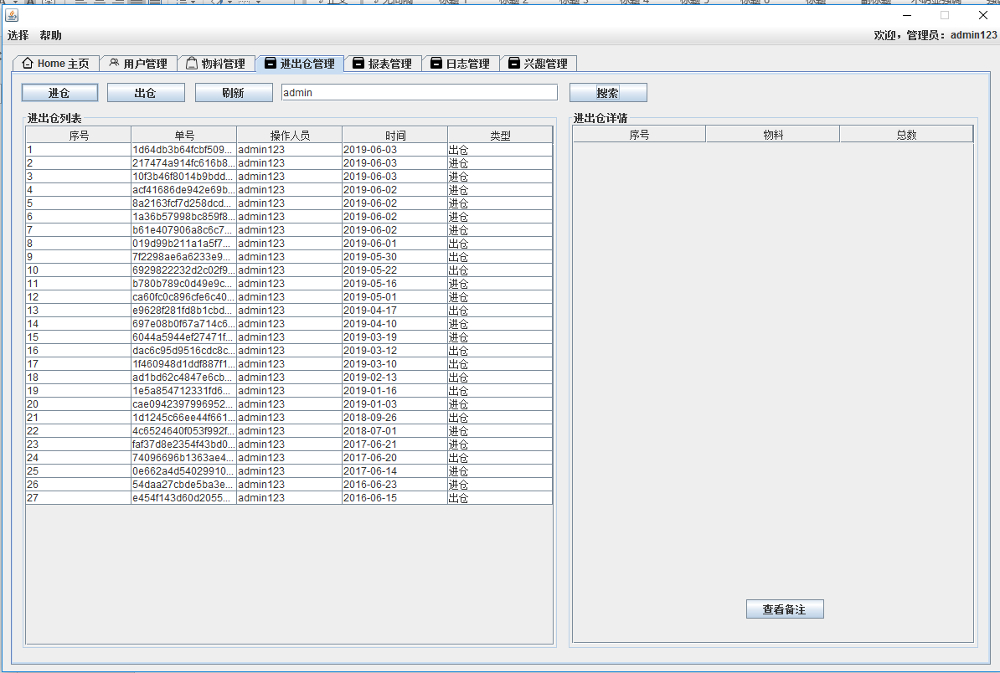 选择 帮助 欢迎，管理员：admin123
Home 主页 用户管理 物料管理 进出仓管理 报表管理 日志管理 兴趣管理
进仓 出仓 刷新 admin 搜索
进出仓列表
序号 单号 操作人员 时间 类型
1 1d64db3b64fcbf509... admin123 2019-06-03 出仓
2 217474a914fc616b8... admin123 2019-06-03 进仓
3 10f3b46f8014b9bdd... admin123 2019-06-03 进仓
4 acf41686de942e69b... admin123 2019-06-02 进仓
5 8a2163fcf7d258dcd... admin123 2019-06-02 进仓
6 1a36b57998bc859f8... admin123 2019-06-02 进仓
7 b61e407906a8c6c7... admin123 2019-06-02 进仓
8 019d99b211a1a5f7... admin123 2019-06-01 出仓
9 7f2298ae6a6233e9... admin123 2019-05-30 出仓
10 6929822232d2c02f9... admin123 2019-05-22 出仓
11 b780b789c0d49e9c... admin123 2019-05-16 进仓
12 ca60fc0c896cfe6c40... admin123 2019-05-01 进仓
13 e9628f281fd8b1cbd... admin123 2019-04-17 出仓
14 697e08b0f67a714c6... admin123 2019-04-10 进仓
15 6044a5944ef27471f... admin123 2019-03-19 进仓
16 dac6c95d9516cdc8c... admin123 2019-03-12 出仓
17 1f460948d1ddf887f1... admin123 2019-03-10 出仓
18 ad1bd62c4847e6cb... admin123 2019-02-13 出仓
19 1e5a854712331fd6... admin123 2019-01-16 出仓
20 cae0942397996952... admin123 2019-01-03 进仓
21 1d1245c66ee44f661... admin123 2018-09-26 出仓
22 4c6524640f053f992f... admin123 2018-07-01 进仓
23 faf37d8e2354f43bd0... admin123 2017-06-21 进仓
24 74096696b1363ae4... admin123 2017-06-20 出仓
25 0e662a4d54029910... admin123 2017-06-14 进仓
26 54daa27cbde5ba3e... admin123 2016-06-23 进仓
27 e454f143d60d2055... admin123 2016-06-15 出仓
进出仓详情
序号 物料 总数
查看备注